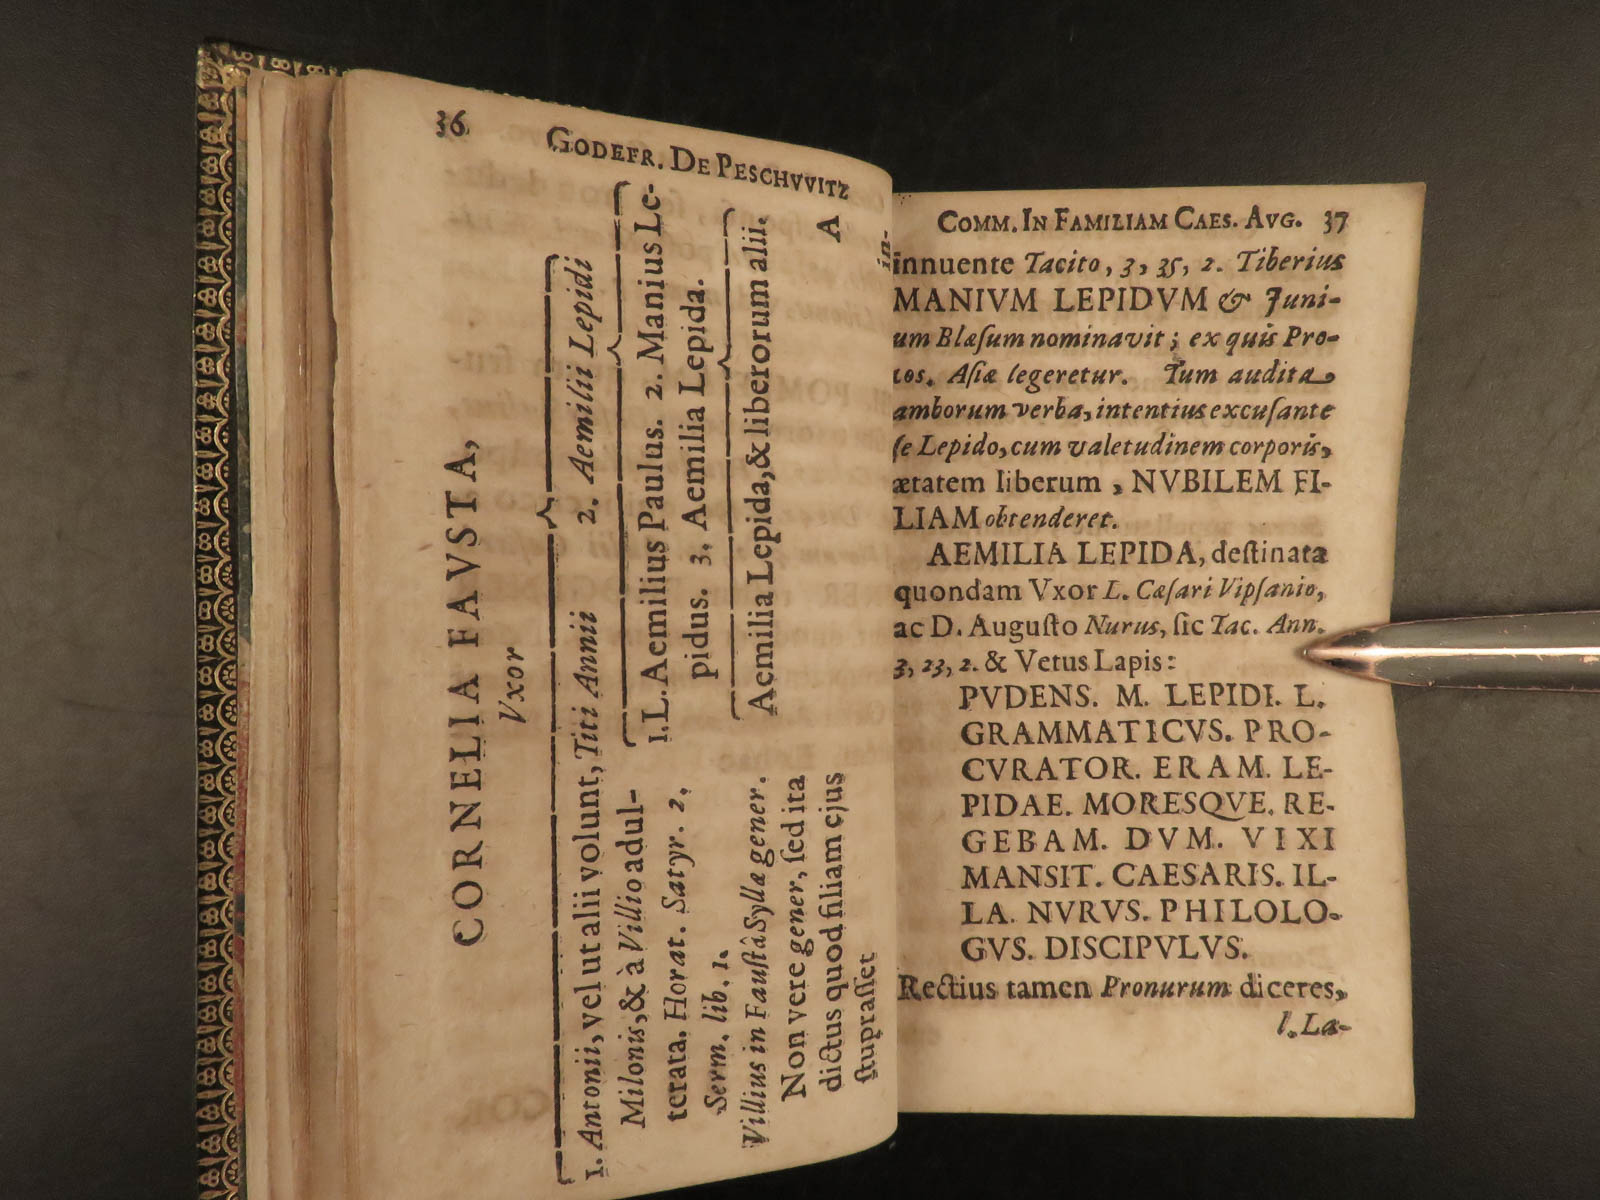 36
GODEFR. DE PESCHVVITZ
CORNELIA FAVSTA,
Vxor
1. Antonii, vel ut alii volunt, Titi Annii
Milonis, & à Villio adul-
terata. Horat. Satyr. 2,
Serm. lib. 1.
Villius in Faustâ Syllæ gener.
Non vere gener, sed ita
dictus quod filiam ejus
stuprasset
2. Aemilii Lepidi
1. L. Aemilius Paulus. 2. Manius Le-
pidus. 3. Aemilia Lepida.
Aemilia Lepida, & liberorum alii,
A
in-
COMM. IN FAMILIAM CAES. AVG. 37
innuente Tacito, 3, 35, 2. Tiberius
MANIVM LEPIDVM & Juni-
um Blæsum nominavit; ex quis Pro-
cos. Asiæ legeretur. Tum audita
amborum verba, intentius excusante
se Lepido, cum valetudinem corporis,
ætatem liberum, NVBILEM FI-
LIAM obtenderet.
AEMILIA LEPIDA, destinata
quondam Vxor L. Cæsari Vipsanio,
ac D. Augusto Nurus, sic Tac. Ann.
3, 23, 2. & Vetus Lapis:
PVDENS. M. LEPIDI. L.
GRAMMATICVS. PRO-
CVRATOR. ERAM. LE-
PIDAE. MORESQVE. RE-
GEBAM. DVM. VIXI
MANSIT. CAESARIS. IL-
LA. NVRVS. PHILOLO-
GVS. DISCIPVLVS.
Rectius tamen Pronurum diceres,
l. La-